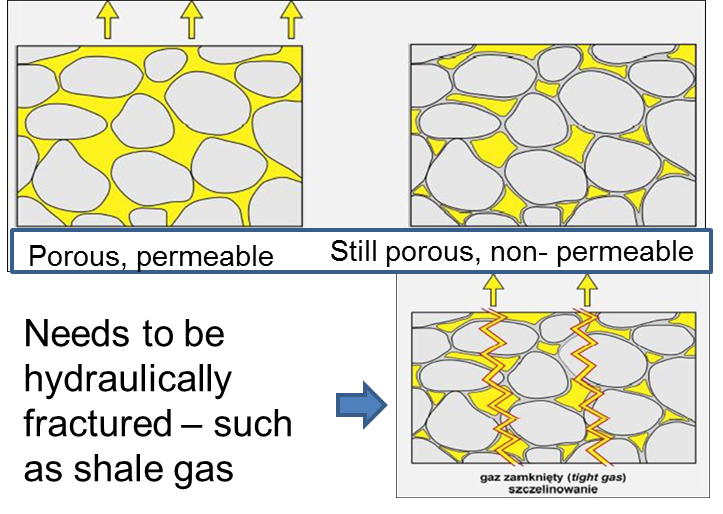 Porous, permeable
Still porous, non- permeable
Needs to be
hydraulically
fractured – such
as shale gas
gaz zamknięty (tight gas)
szczelinowanie